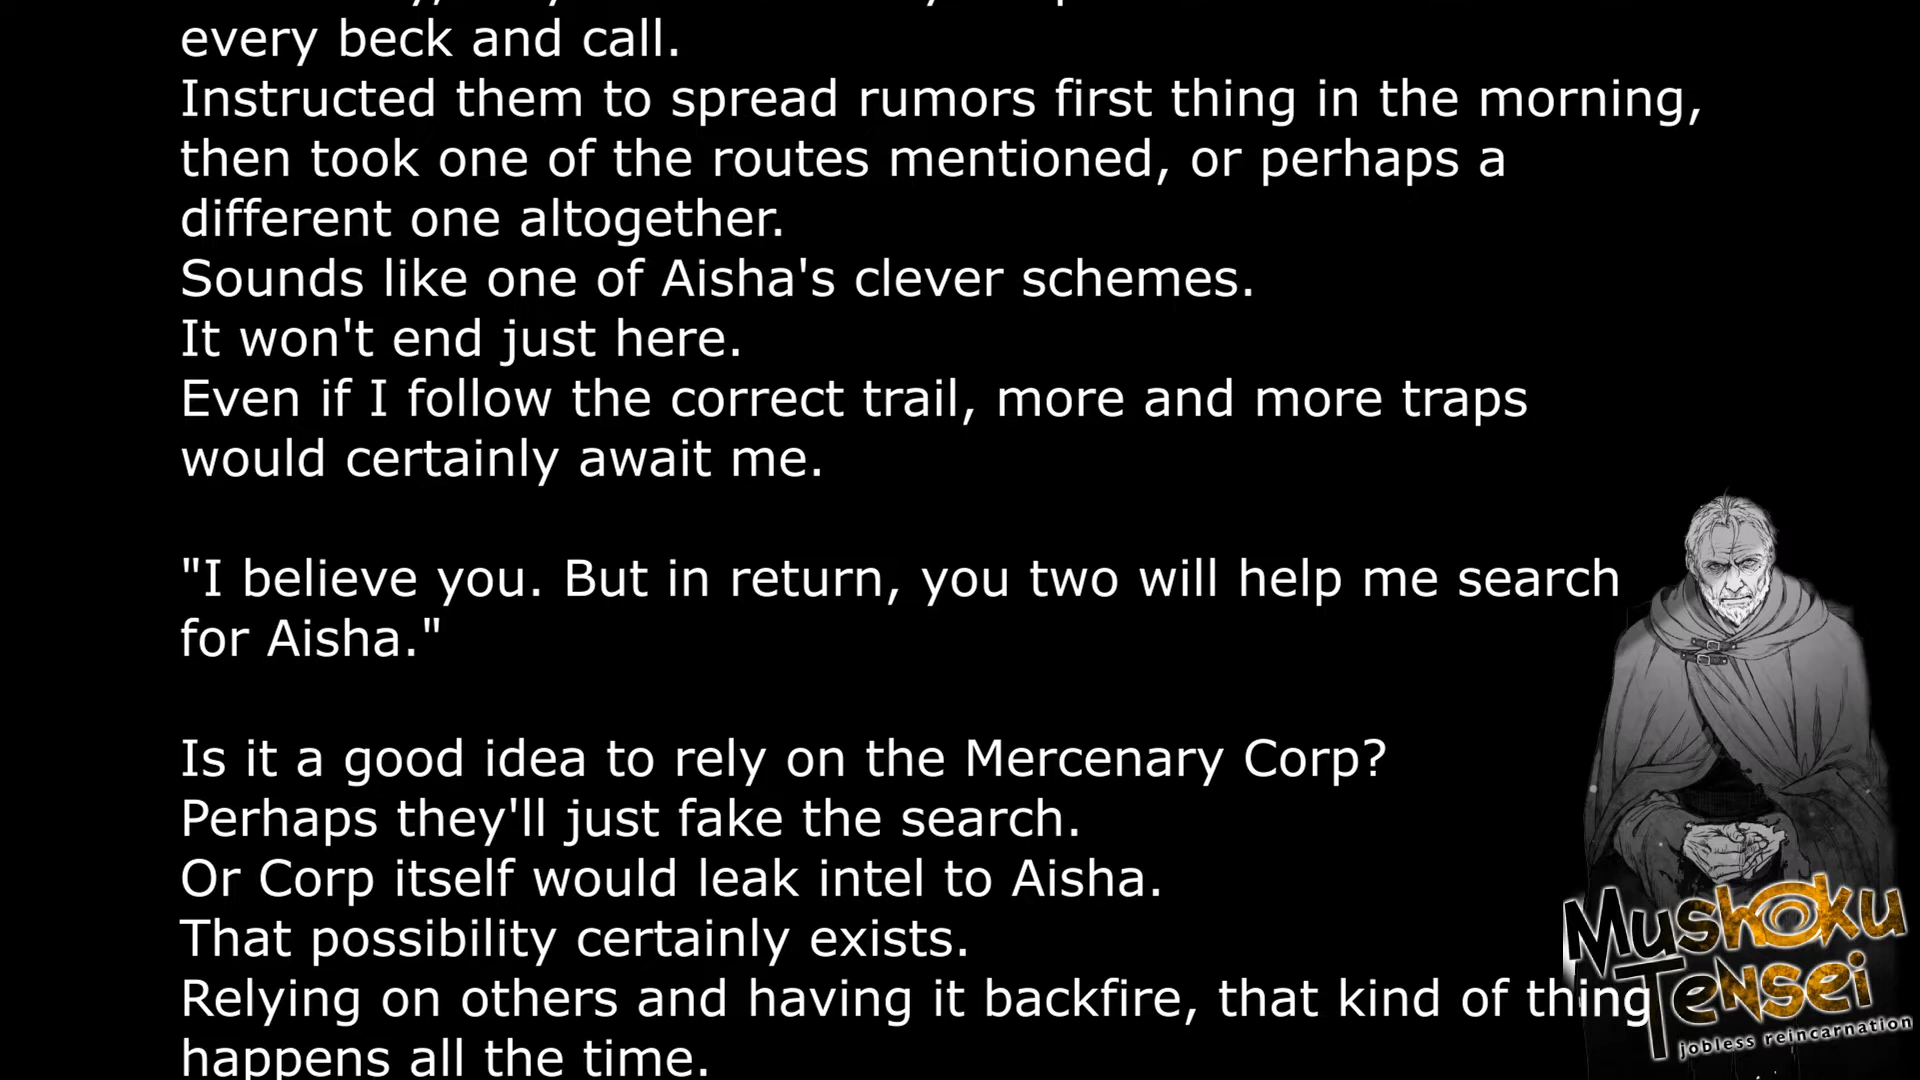 every beck and call.
Instructed them to spread rumors first thing in the morning,
then took one of the routes mentioned, or perhaps a
different one altogether.
Sounds like one of Aisha's clever schemes.
It won't end just here.
Even if I follow the correct trail, more and more traps
would certainly await me.
"I believe you. But in return, you two will help me search
for Aisha."
Is it a good idea to rely on the Mercenary Corp?
Perhaps they'll just fake the search.
Or Corp itself would leak intel to Aisha.
That possibility certainly exists.
Relying on others and having it backfire, that kind of thing
happens all the time.
Mushoku
Tensei
jobless reincarnation